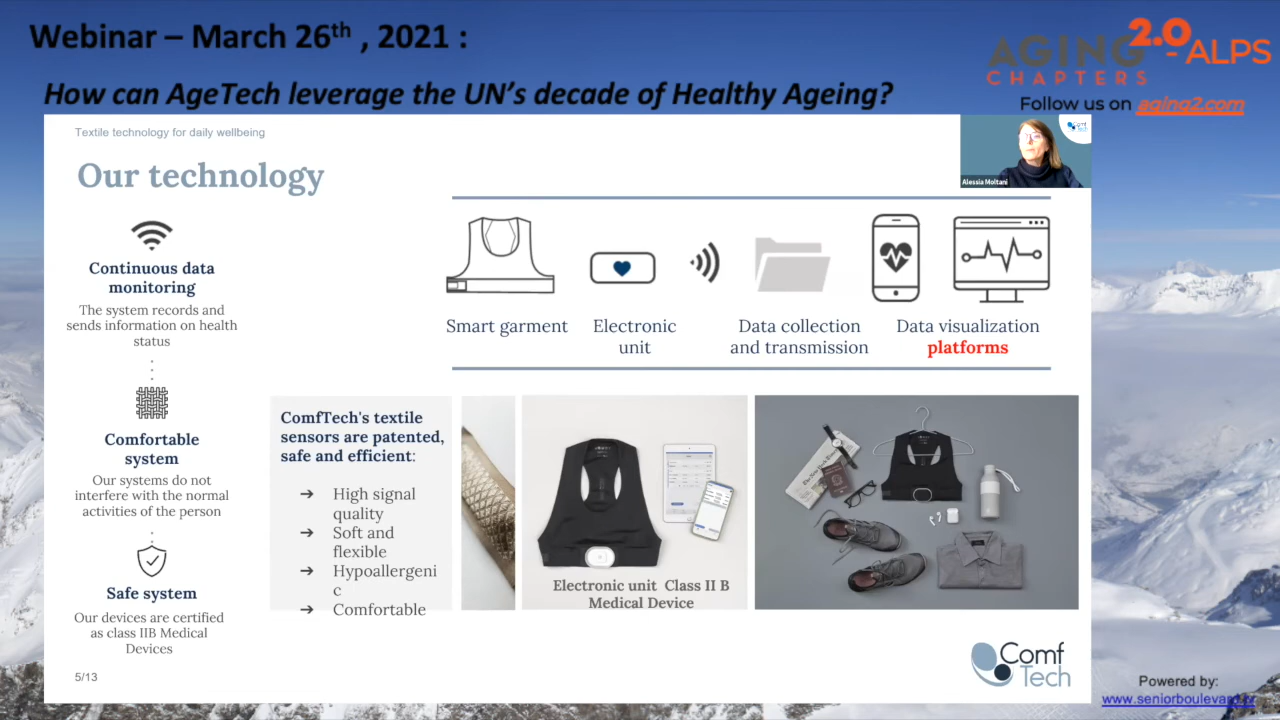 Webinar – March 26th , 2021 :
How can AgeTech leverage the UN's decade of Healthy Ageing?
AGING 2.0 - ALPS
CHAPTERS
Follow us on aging2.com
Textile technology for daily wellbeing
Our technology
Comf
Tech
Alessia Moltani
Continuous data
monitoring
The system records and
sends information on health
status
Comfortable
system
Our systems do not
interfere with the normal
activities of the person
Safe system
Our devices are certified
as class IIB Medical
Devices
Smart garment
Electronic
unit
Data collection
and transmission
Data visualization
platforms
ComfTech's textile
sensors are patented,
safe and efficient:
➔ High signal
quality
➔ Soft and
flexible
➔ Hypoallergeni
c
➔ Comfortable
Electronic unit Class II B
Medical Device
5/13
Comf
Tech
Powered by: